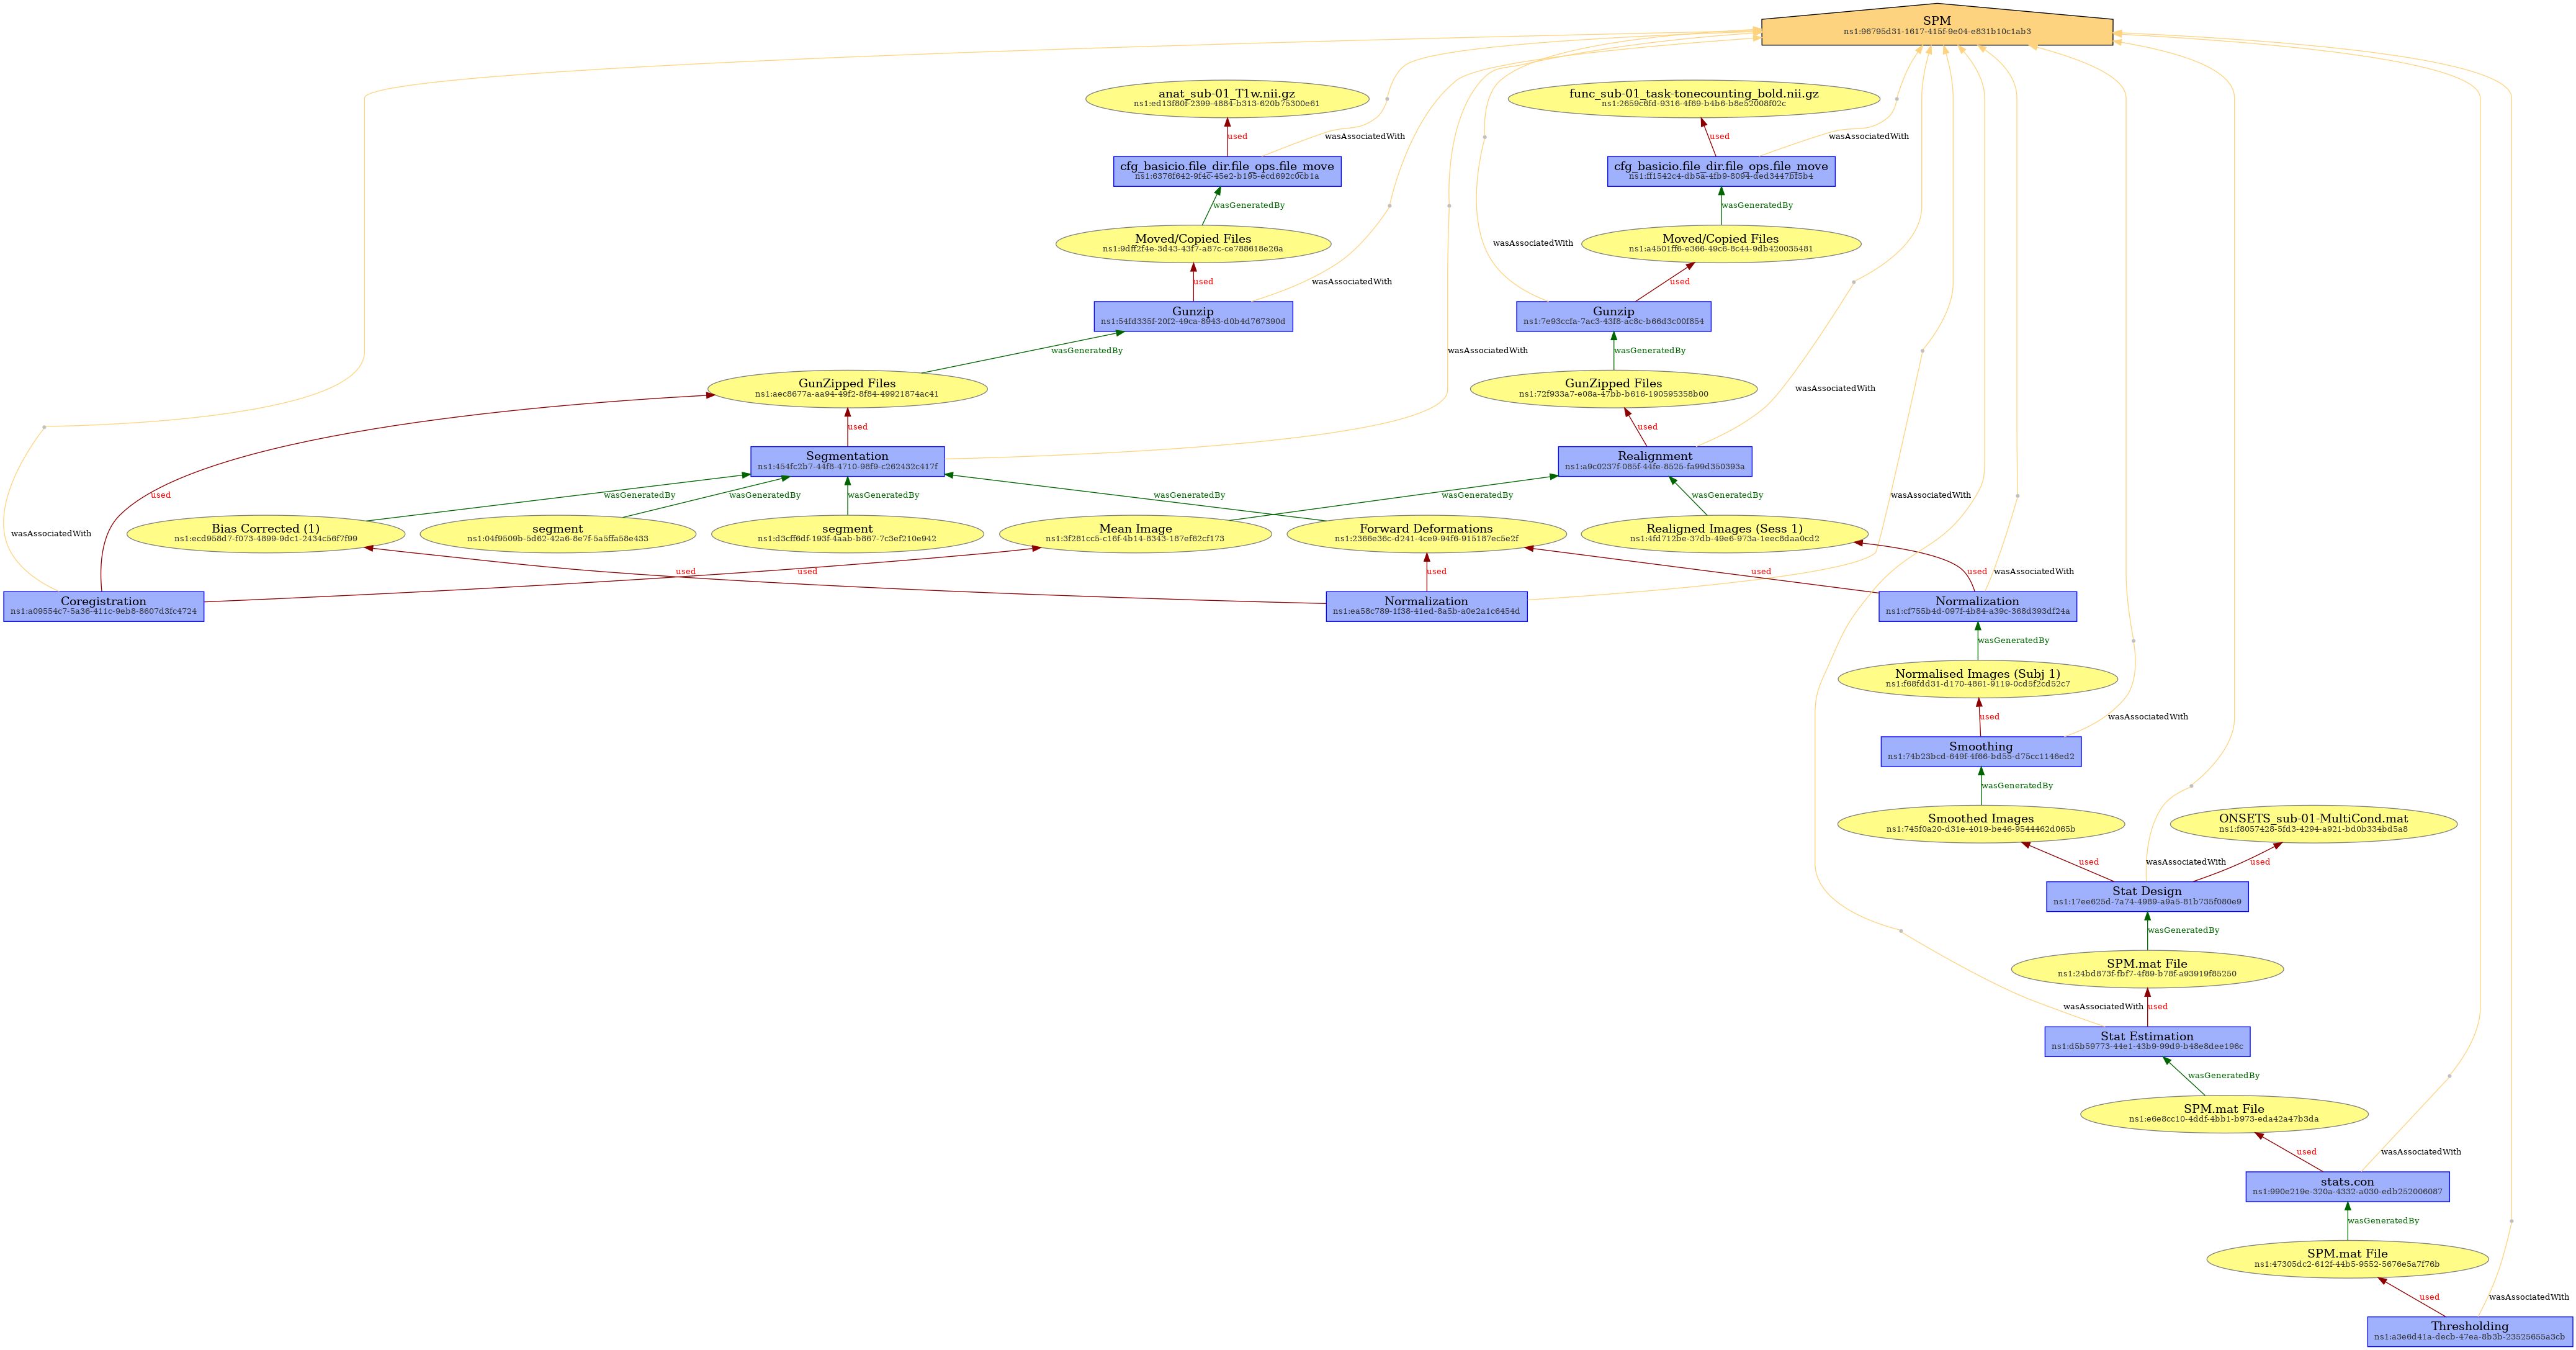 SPM
ns1:96795d31-1617-415f-9e04-e831b10c1ab3
anat_sub-01_T1w.nii.gz
ns1:ed13f80f-2399-4884-b313-620b75300e61
func_sub-01_task-tonecounting_bold.nii.gz
ns1:2659c6fd-9316-4f69-b4b6-b8e52008f02c
used
wasAssociatedWith
used
wasAssociatedWith
cfg_basicio.file_dir.file_ops.file_move
ns1:6376f642-9f4c-45e2-b195-ecd692c0cb1a
cfg_basicio.file_dir.file_ops.file_move
ns1:ff1542c4-db5a-4fb9-8094-ded3447bf5b4
wasGeneratedBy
wasGeneratedBy
Moved/Copied Files
ns1:9dff2f4e-3d43-43f7-a87c-ce788618e26a
wasAssociatedWith
Moved/Copied Files
ns1:a4501ff6-e366-49c6-8c44-9db420035481
used
wasAssociatedWith
used
Gunzip
ns1:54fd335f-20f2-49ca-8943-d0b4d767390d
Gunzip
ns1:7e93ccfa-7ac3-43f8-ac8c-b66d3c00f854
wasGeneratedBy
wasAssociatedWith
wasGeneratedBy
GunZipped Files
ns1:aec8677a-aa94-49f2-8f84-49921874ac41
GunZipped Files
ns1:72f933a7-e08a-47bb-b616-190595358b00
wasAssociatedWith
used
used
Segmentation
ns1:454fc2b7-44f8-4710-98f9-c262432c417f
Realignment
ns1:a9c0237f-085f-44fe-8525-fa99d350393a
used
wasGeneratedBy
wasGeneratedBy
wasGeneratedBy
wasGeneratedBy
wasGeneratedBy
wasGeneratedBy
wasAssociatedWith
wasAssociatedWith
Bias Corrected (1)
ns1:ecd958d7-f073-4899-9dc1-2434c56f7f99
segment
ns1:04f9509b-5d62-42a6-8e7f-5a5ffa58e433
segment
ns1:d3cff6df-193f-4aab-b867-7c3ef210e942
Mean Image
ns1:3f281cc5-c16f-4b14-8343-187ef62cf173
Forward Deformations
ns1:2366e36c-d241-4ce9-94f6-915187ec5e2f
Realigned Images (Sess 1)
ns1:4fd712be-37db-49e6-973a-1eec8daa0cd2
used
used
used
used
used
wasAssociatedWith
Coregistration
ns1:a09554c7-5a36-411c-9eb8-8607d3fc4724
Normalization
ns1:ea58c789-1f38-41ed-8a5b-a0e2a1c6454d
Normalization
ns1:cf755b4d-097f-4b84-a39c-368d393df24a
wasGeneratedBy
Normalised Images (Subj 1)
ns1:f68fdd31-d170-4861-9119-0cd5f2cd52c7
used
wasAssociatedWith
Smoothing
ns1:74b23bcd-649f-4f66-bd55-d75cc1146ed2
wasGeneratedBy
Smoothed Images
ns1:745f0a20-d31e-4019-be46-9544462d065b
ONSETS_sub-01-MultiCond.mat
ns1:f8057428-5fd3-4294-a921-bd0b334bd5a8
used
wasAssociatedWith
used
Stat Design
ns1:17ee625d-7a74-4989-a9a5-81b735f080e9
wasGeneratedBy
SPM.mat File
ns1:24bd873f-fbf7-4f89-b78f-a93919f85250
wasAssociatedWith
used
Stat Estimation
ns1:d5b59773-44e1-43b9-99d9-b48e8dee196c
wasGeneratedBy
SPM.mat File
ns1:e6e8cc10-4ddf-4bb1-b973-eda42a47b3da
used
wasAssociatedWith
stats.con
ns1:990e219e-320a-4332-a030-edb252006087
wasGeneratedBy
SPM.mat File
ns1:47305dc2-612f-44b5-9552-5676e5a7f76b
used
wasAssociatedWith
Thresholding
ns1:a3e6d41a-decb-47ea-8b3b-23525655a3cb